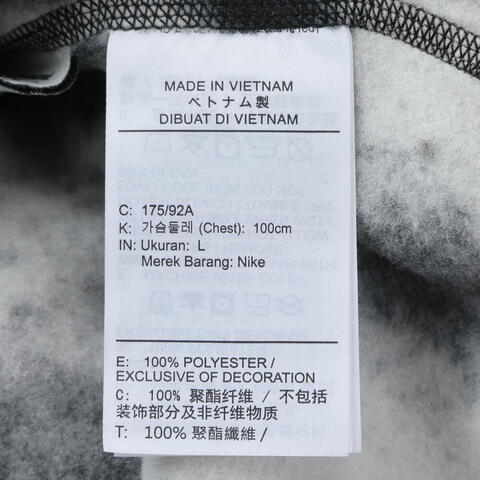 MADE IN VIETNAM
ベトナム製
DIBUAT DI VIETNAM
C: 175/92A
K: 가슴둘레 (Chest): 100cm
IN: Ukuran: L
Merek Barang: Nike
E: 100% POLYESTER /
EXCLUSIVE OF DECORATION
C: 100% 聚酯纤维 / 不包括
装饰部分及非纤维物质
T: 100% 聚酯纖維 /